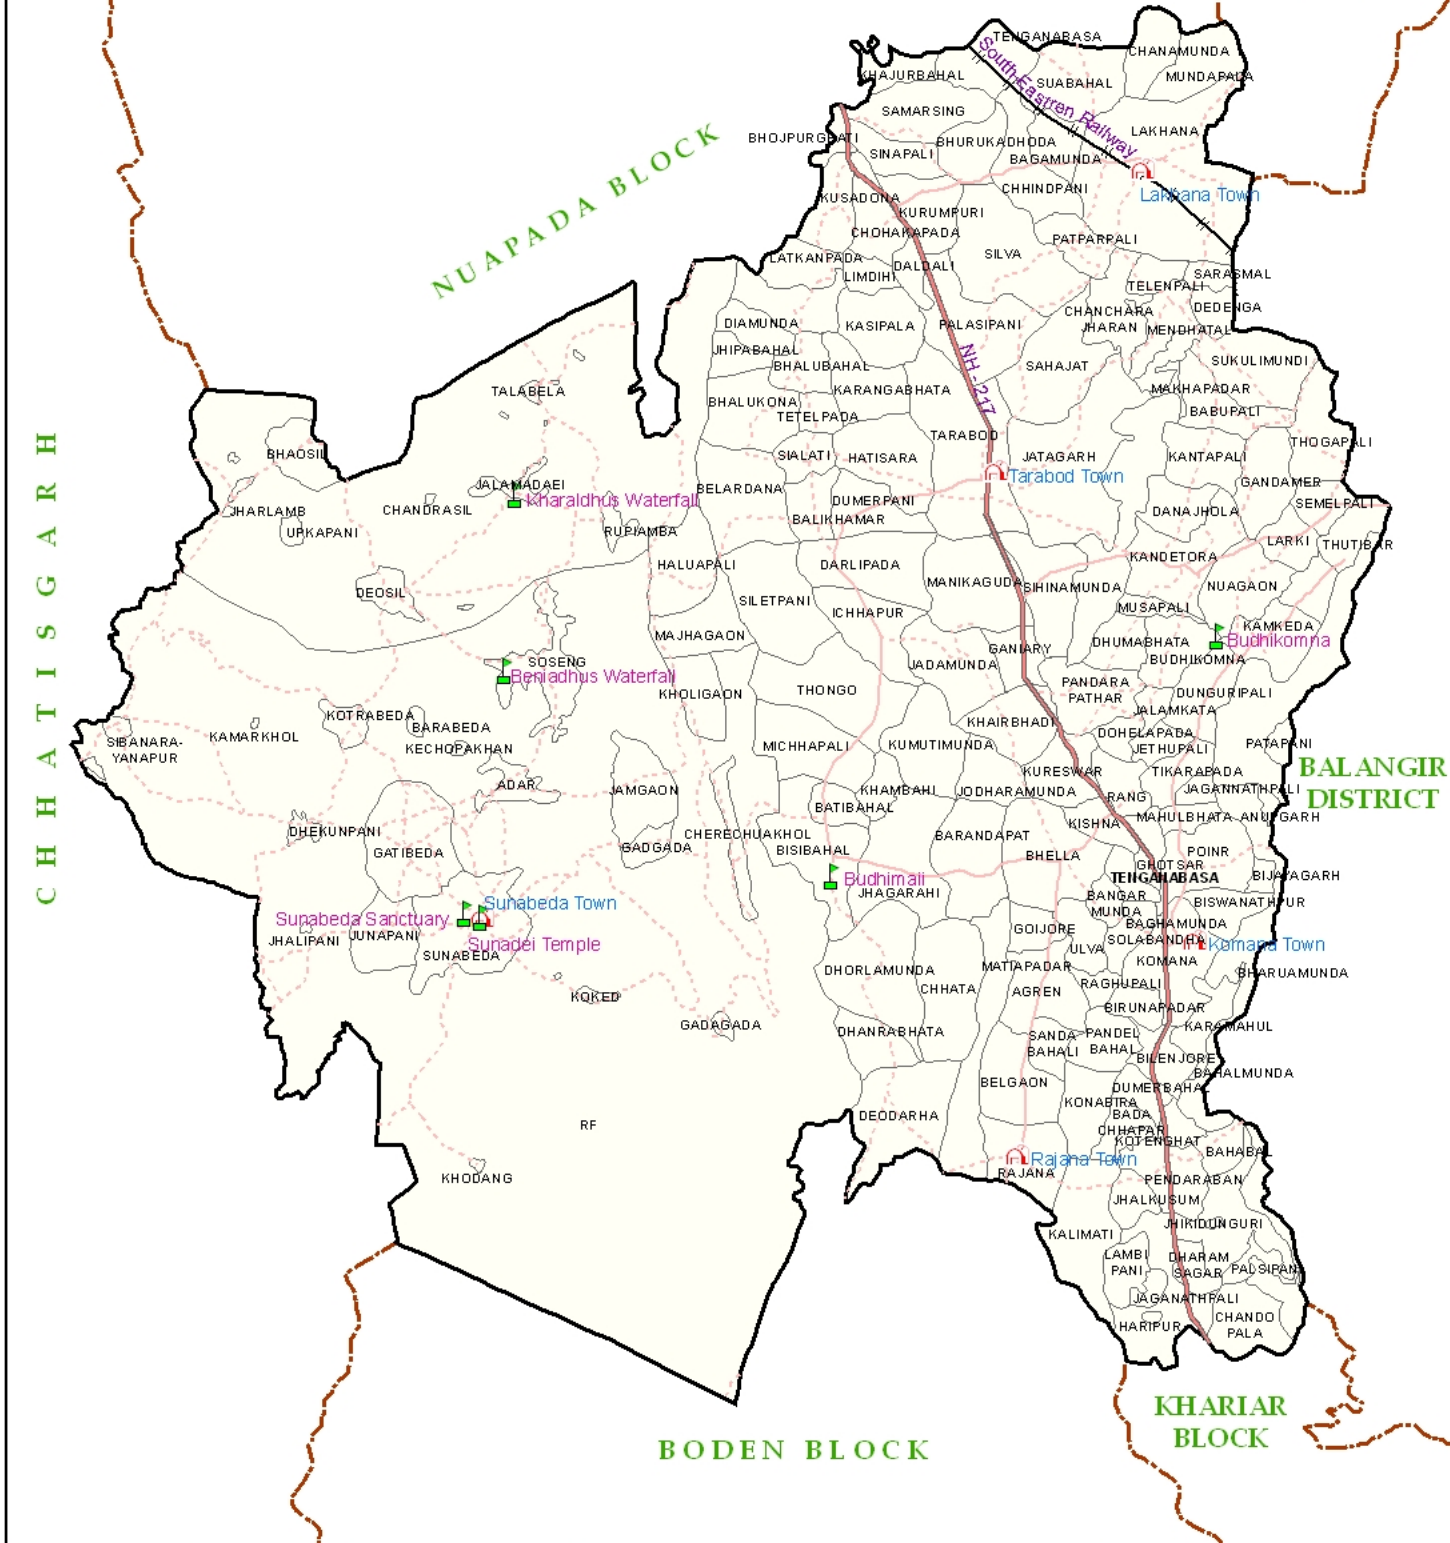 TENGANABASA
CHANAMUNDA
KHAJURBAHAL
MUNDAPALA
SUABAHAL
South Eastren Railway
SAMARSING
LAKHANA
BHOJPURGHATI
BHURUKADHODA
SINAPALI
BAGAMUNDA
NUAPADA BLOCK
CHHINDPANI
Lakhana Town
KUSADONA
KURUMPURI
CHOHAKAPADA
PATPARPALI
LATKANPADA
SILVA
DALDALI
LIMDIHI
SARASMAL
TELENPALI
DEDENGA
CHANCHARA
JHARAN
DIAMUNDA
KASIPALA
PALASIPANI
MENDHATAL
JHIPABAHAL
BHALUBAHAL
SAHAJAT
SUKULIMUNDI
NH - 217
TALABELA
KARANGABHATA
MAKHAPADAR
BHALUKONA
TETELPADA
BABUPALI
TARABOD
THOGAPALI
BHAOSIL
SIALATI
HATISARA
JATAGARH
KANTAPALI
Tarabod Town
JALAMADAEI
BELARDANA
GANDAMER
Kharaldhus Waterfall
DUMERPANI
SEMELPALI
JHARLAMB
CHANDRASIL
BALIKHAMAR
DANAJHOLA
UPKAPANI
RUPIAMBA
LARKI
THUTIBAR
HALUAPALI
DARLIPADA
KANDETORA
DEOSIL
MANIKAGUDA
SIHINAMUNDA
NUAGAON
SILETPANI
ICHHAPUR
MUSAPALI
KAMKEDA
CHHATISGARH
MAJHAGAON
GANIARY
DHUMABHATA
Budhikomna
SOSENG
JADAMUNDA
BUDHIKOMNA
Beniadhus Waterfall
KHOLIGAON
THONGO
PANDARA
PATHAR
DUNGURIPALI
JALAMKATA
KOTRABEDA
BARABEDA
KHAIRBHADI
DOHELAPADA
KAMARKHOL
SIBANARA-
YANAPUR
KECHOPAKHAN
MICHHAPALI
KUMUTIMUNDA
JETHUPALI
PATAPANI
BALANGIR
DISTRICT
KURESWAR
TIKARAPADA
ADAR
JAMGAON
KHAMBAHI
JODHARAMUNDA
RANG
JAGANNATHPALI
BATIBAHAL
MAHULBHATA
ANUPGARH
DHEKUNPANI
CHERECHUAKHOL
BARANDAPAT
KISHNA
GATIBEDA
GADGADA
BISIBAHAL
BHELLA
POINR
GHOTSAR
TENGANABASA
BIJAYAGARH
Budhimaii
JHAGARAHI
BANGAR
MUNDA
BISWANATHPUR
Sunabeda Town
Sunabeda Sanctuary
BAGHAMUNDA
GOIJORE
JHALIPANI
JUNAPANI
Sunadei Temple
ULVA
SOLABANDHA
Komana Town
SUNABEDA
KOMANA
DHORLAMUNDA
MATIAPADAR
BHARUAMUNDA
CHHATA
AGREN
RAGHUPALI
KOKED
BIRUNAPADAR
GADAGADA
DHANRABHATA
SANDA
BAHALI
PANDEL
BAHAL
KARAMAHUL
BILENJORE
BAHALMUNDA
BELGAON
DUMERBAHAL
KONABIRA
DEODARHA
BADA
CHHAPAR
RF
KOTENGHAT
BAHABAL
Rajana Town
RAJANA
KHODANG
PENDARABAN
JHALKUSUM
JHIKIDUNGURI
KALIMATI
LAMBI
PANI
DHARAM
SAGAR
PALSIPANI
JAGANATHPALI
HARIPUR
CHANDO
PALA
KHARIAR
BLOCK
BODEN BLOCK